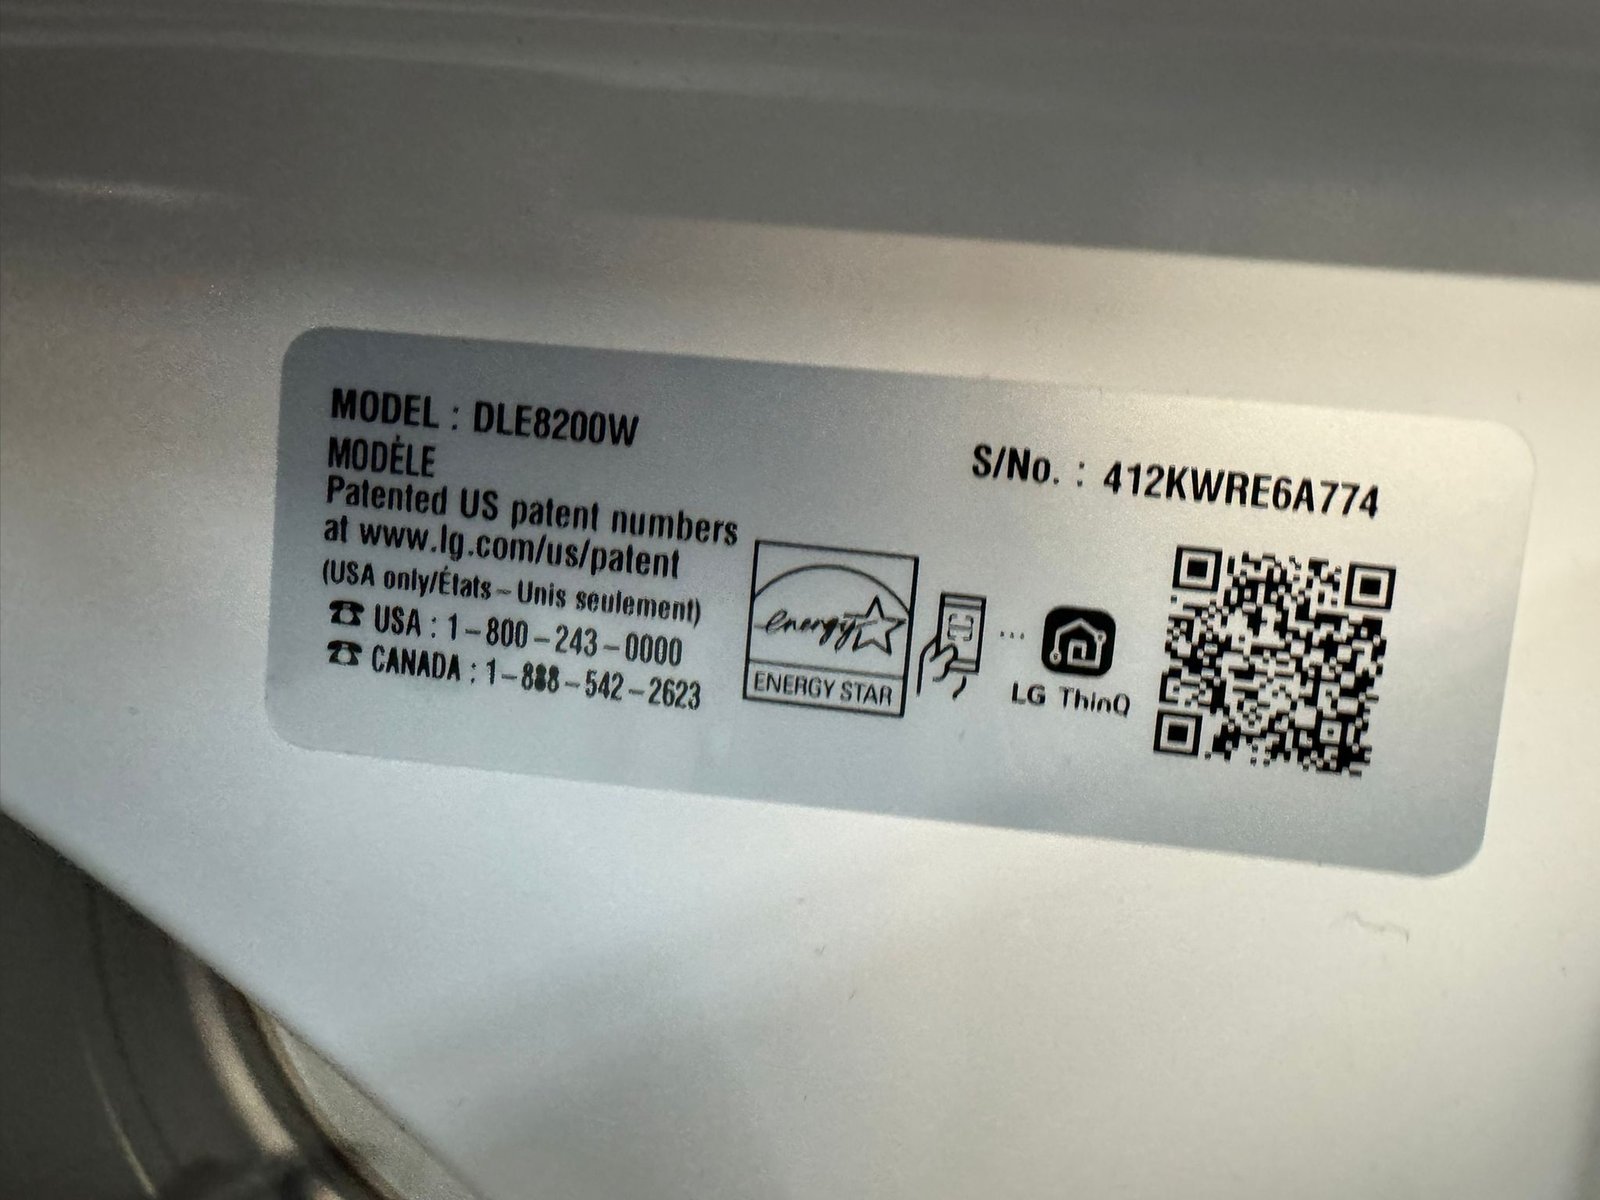 MODEL : DLE8200W
MODÈLE
Patented US patent numbers
at www.lg.com/us/patent
(USA only/États-Unis seulement)
☎ USA : 1-800-243-0000
☎ CANADA : 1-888-542-2623
S/No. : 412KWRE6A774
energy
ENERGY STAR
LG ThinQ